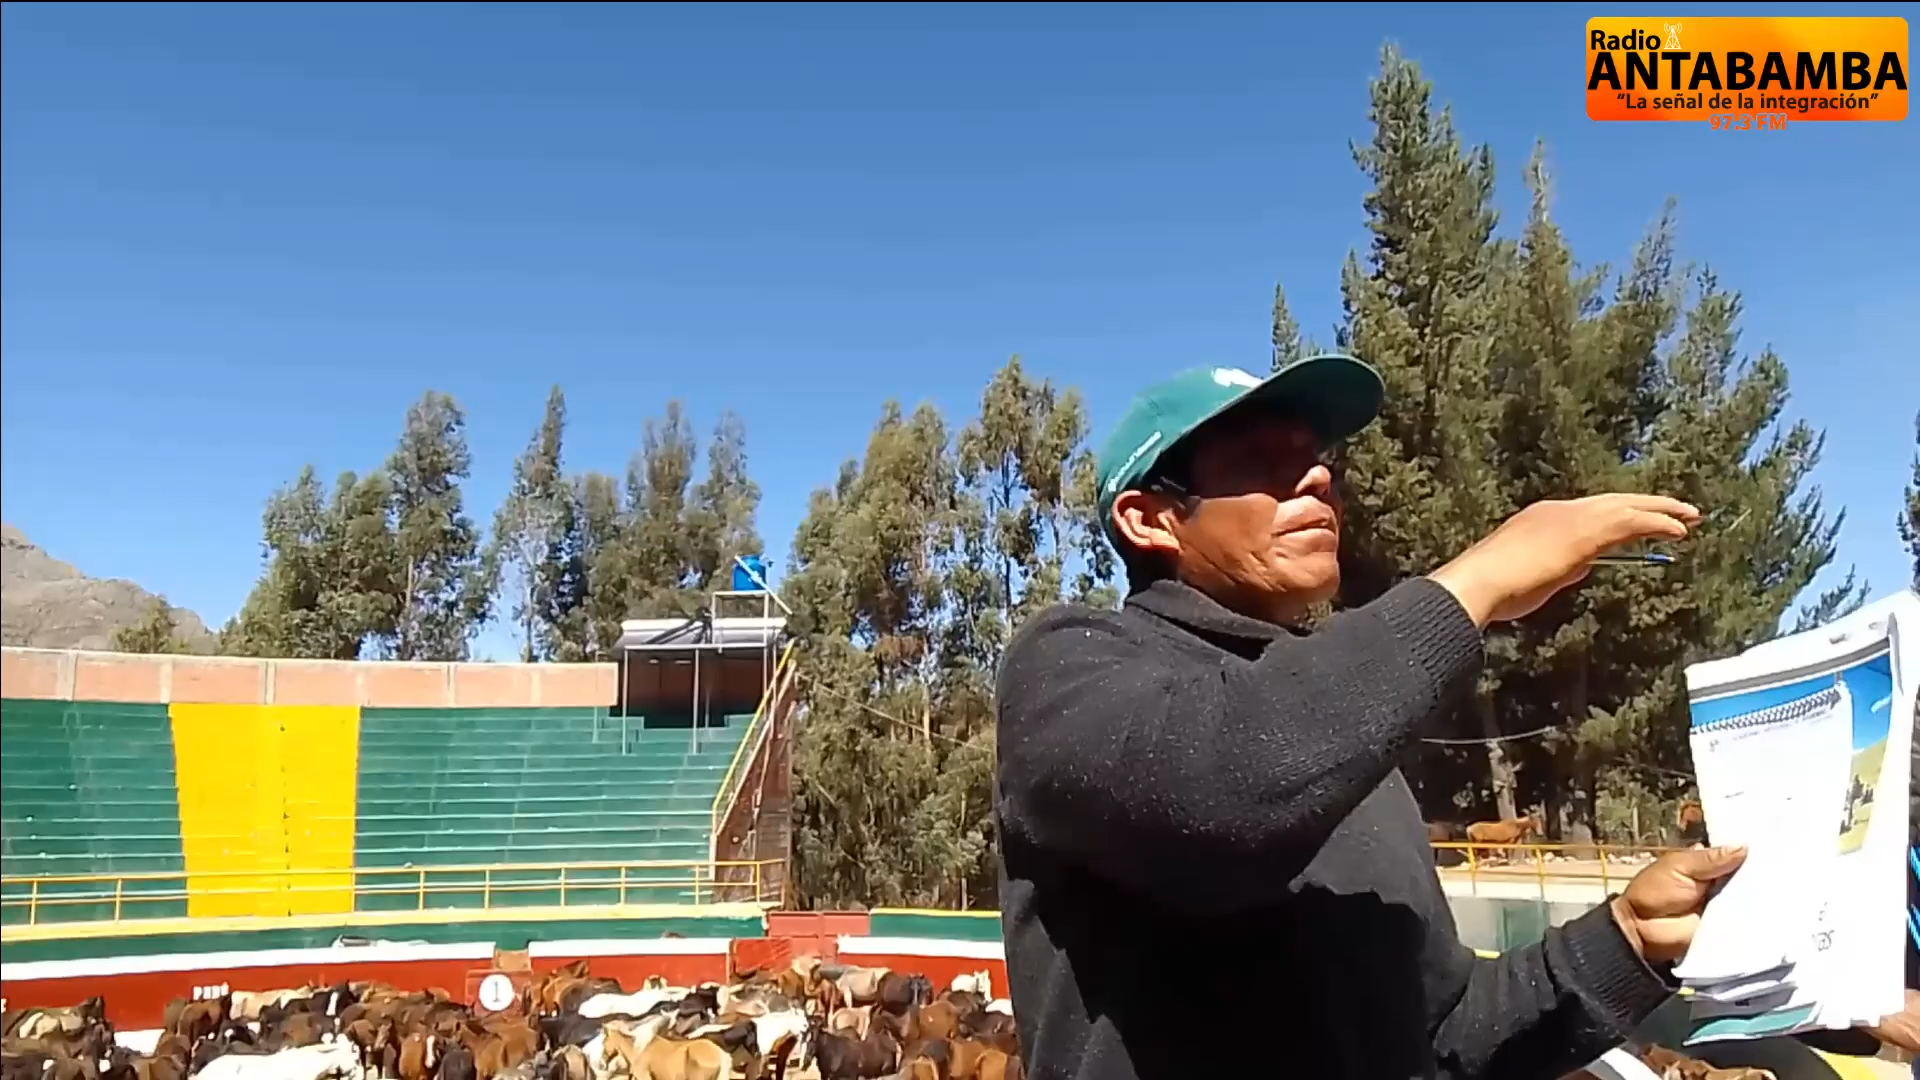 Radio
ANTABAMBA
“La señal de la integración”
97.3 FM
PERÚ
1